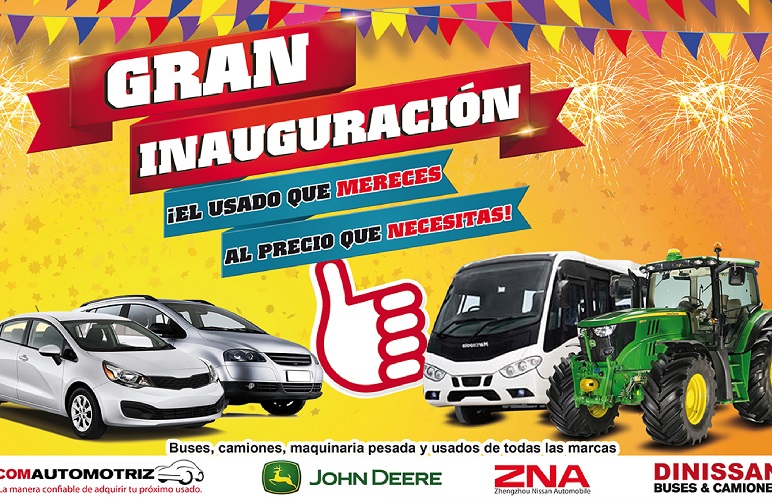 GRAN
INAUGURACIÓN
¡EL USADO QUE MERECES
AL PRECIO QUE NECESITAS!
Buses, camiones, maquinaria pesada y usados de todas las marcas
COMAUTOMOTRIZ
La manera confiable de adquirir tu próximo usado.
JOHN DEERE
ZNA
Zhengzhou Nissan Automobile
DINISSAN
BUSES & CAMIONE